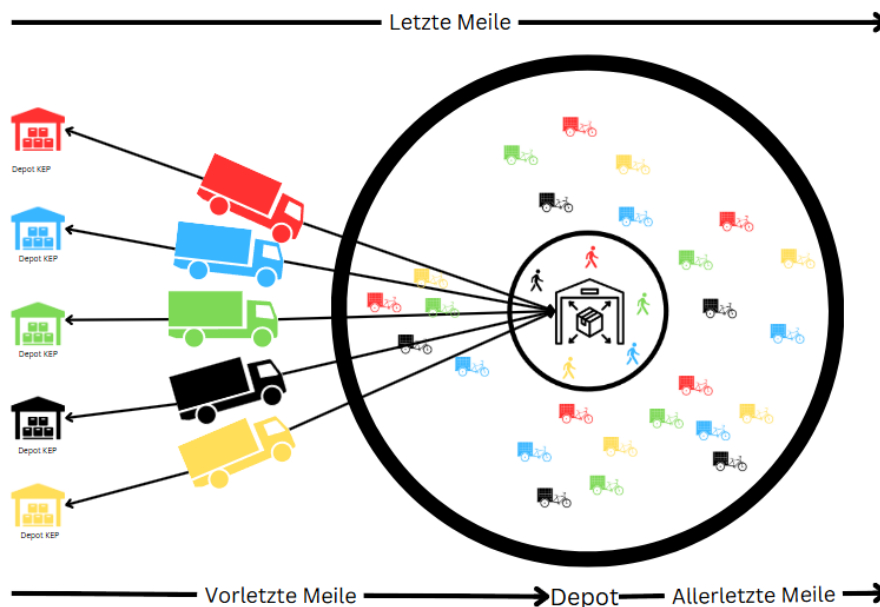 Letzte Meile
Depot KEP
Depot KEP
Depot KEP
Depot KEP
Depot KEP
Vorletzte Meile
Depot
Allerletzte Meile